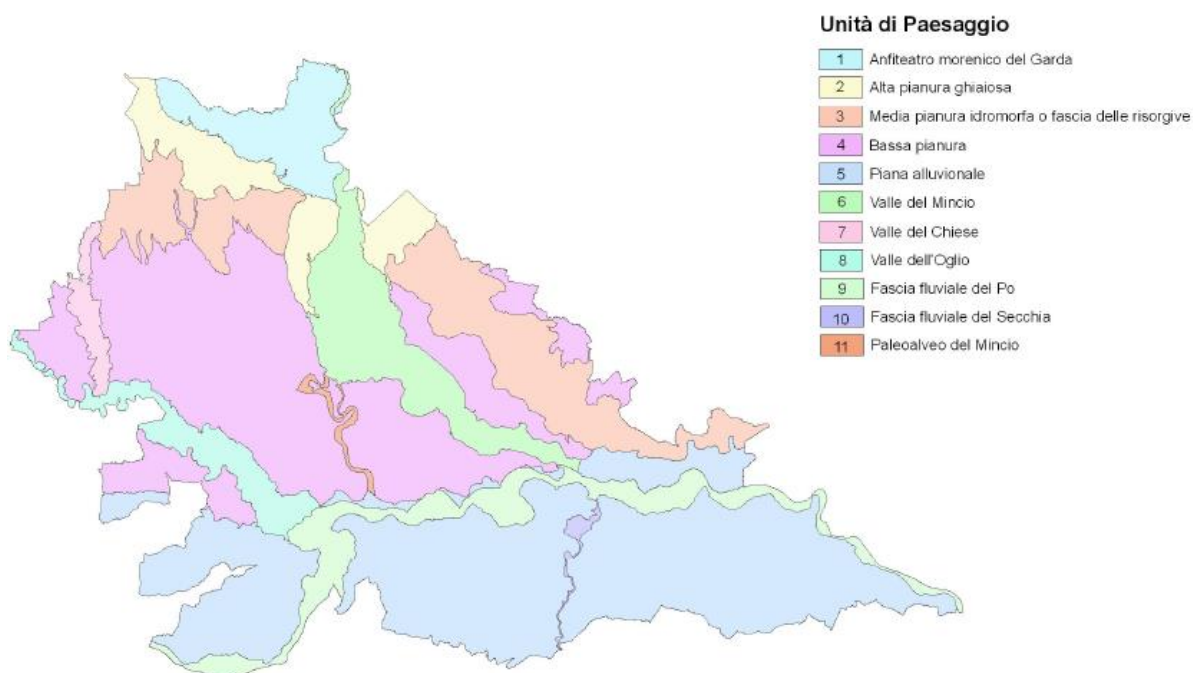 Unità di Paesaggio
1 Anfiteatro morenico del Garda
2 Alta pianura ghiaiosa
3 Media pianura idromorfa o fascia delle risorgive
4 Bassa pianura
5 Piana alluvionale
6 Valle del Mincio
7 Valle del Chiese
8 Valle dell'Oglio
9 Fascia fluviale del Po
10 Fascia fluviale del Secchia
11 Paleoalveo del Mincio